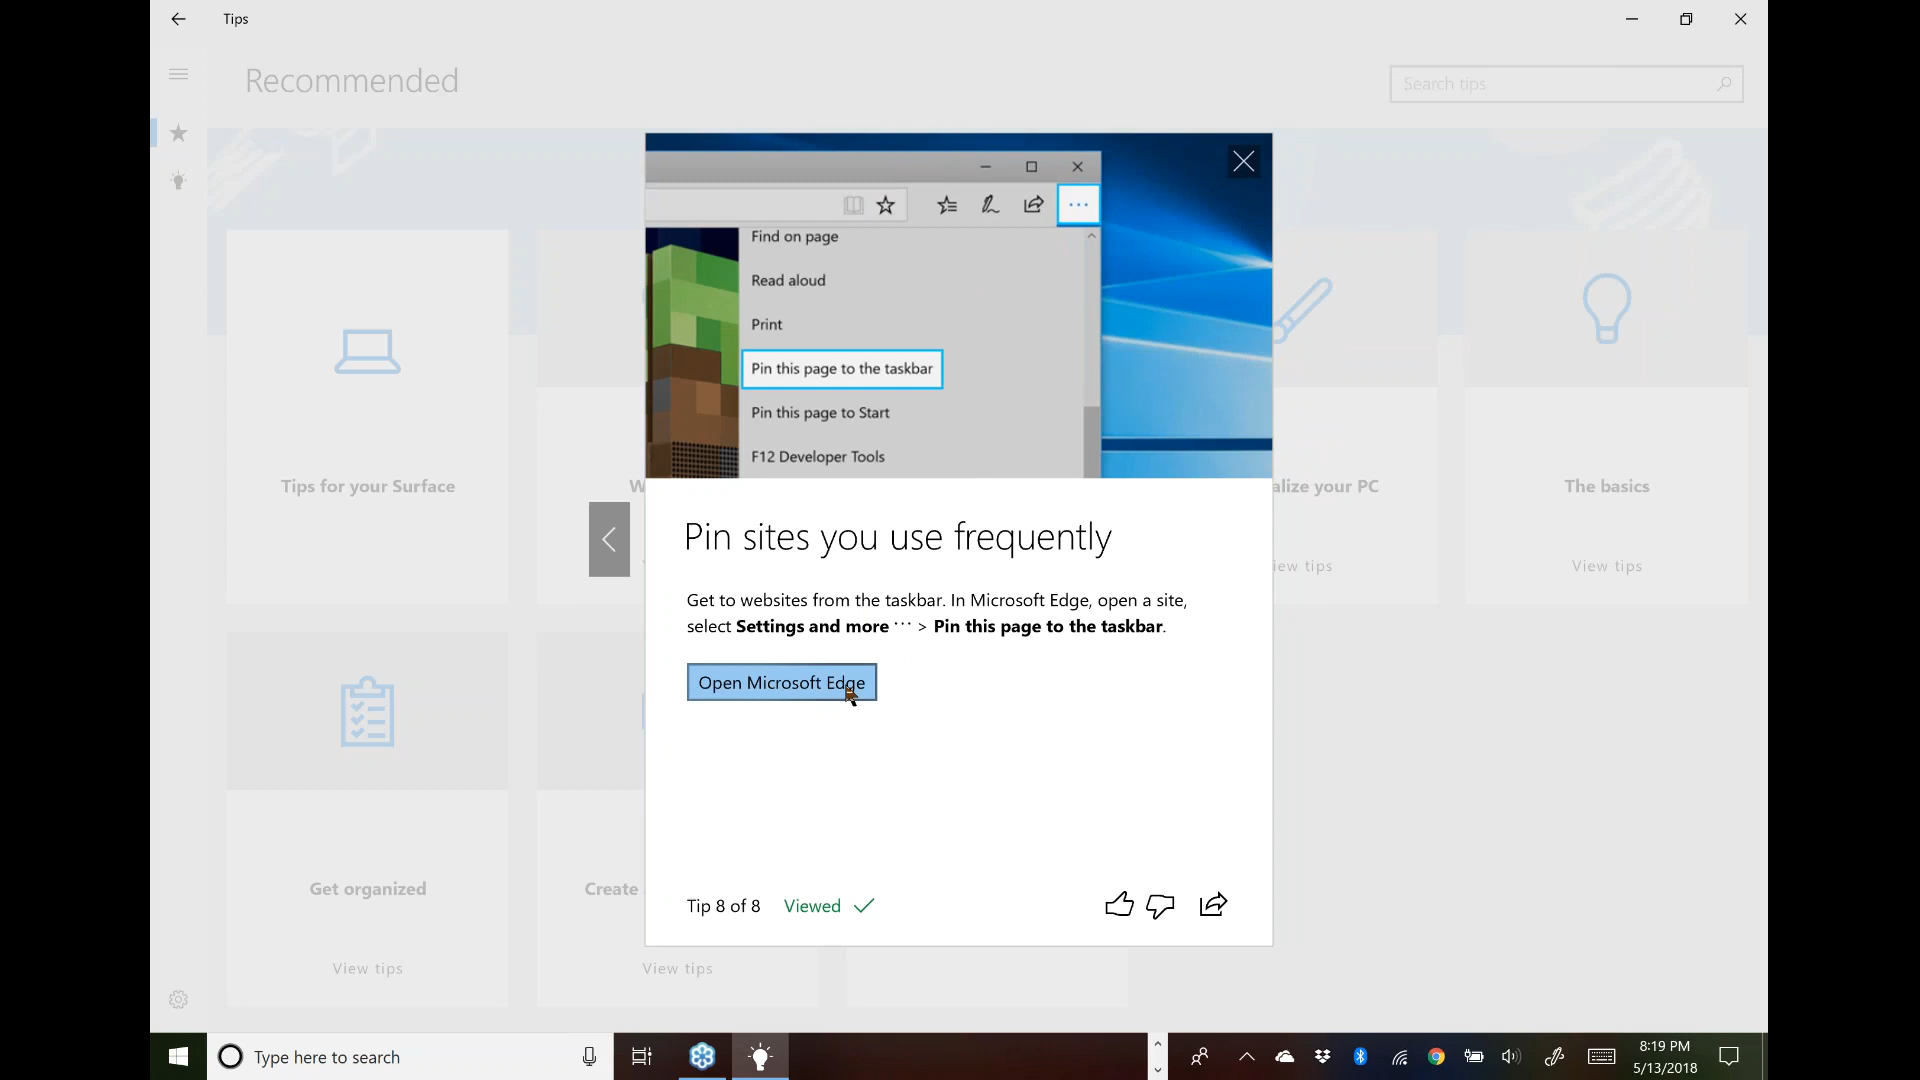 Tips
Recommended
Search tips
Find on page
Read aloud
Print
Pin this page to the taskbar
Pin this page to Start
F12 Developer Tools
Tips for your Surface
W
alize your PC
The basics
Pin sites you use frequently
iew tips
View tips
Get to websites from the taskbar. In Microsoft Edge, open a site,
select Settings and more ··· > Pin this page to the taskbar.
Open Microsoft Edge
Get organized
Create
Tip 8 of 8 Viewed
View tips
View tips
Type here to search
8:19 PM
5/13/2018